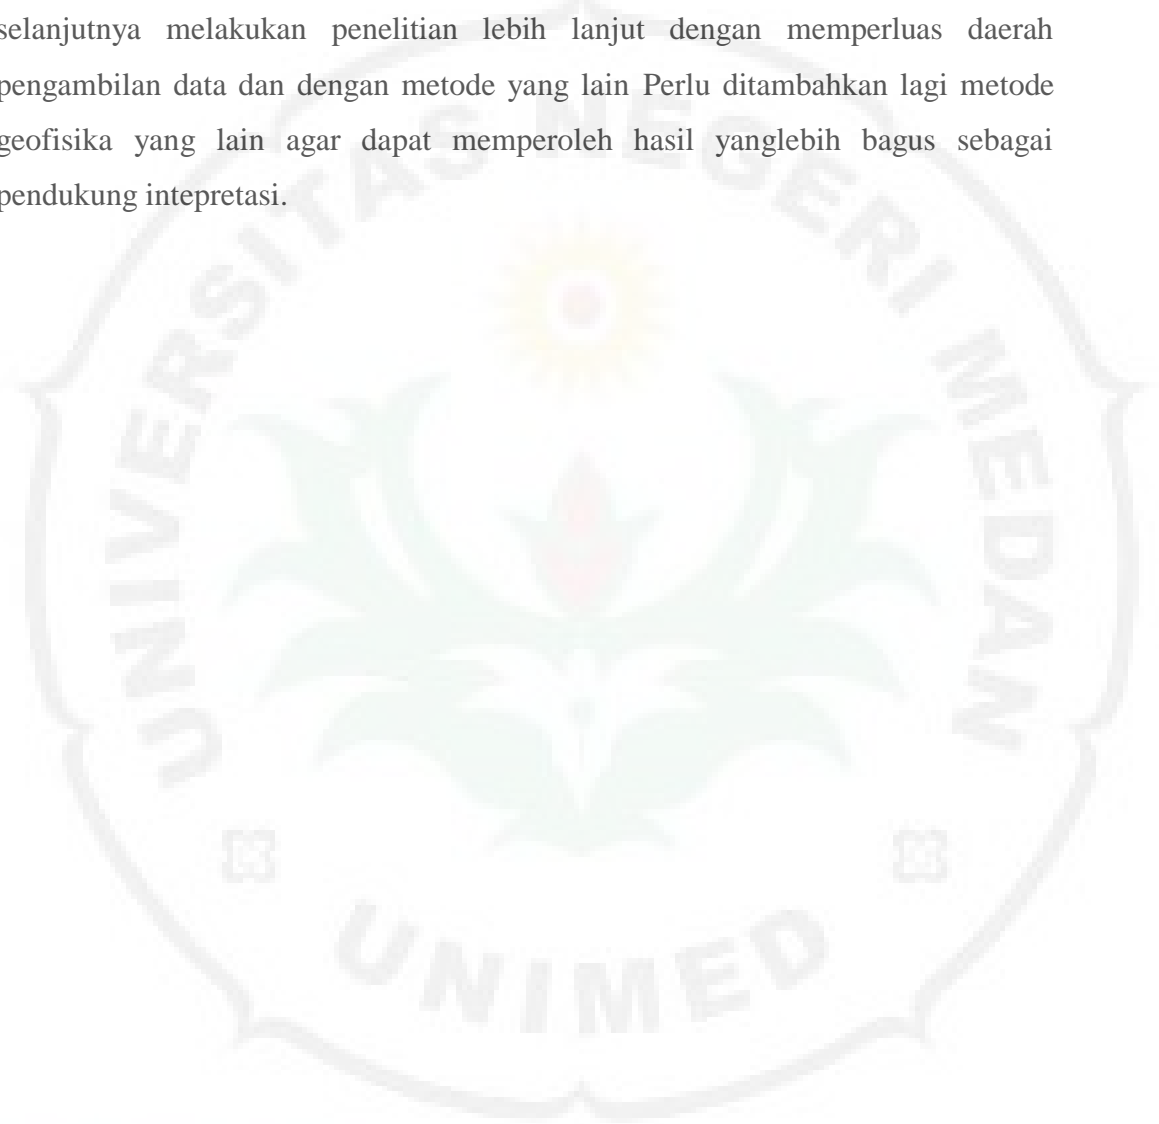 selanjutnya melakukan penelitian lebih lanjut dengan memperluas daerah
pengambilan data dan dengan metode yang lain Perlu ditambahkan lagi metode
geofisika yang lain agar dapat memperoleh hasil yanglebih bagus sebagai
pendukung intepretasi.
UNIVERSITAS NEGERI MEDAN
UNIMED